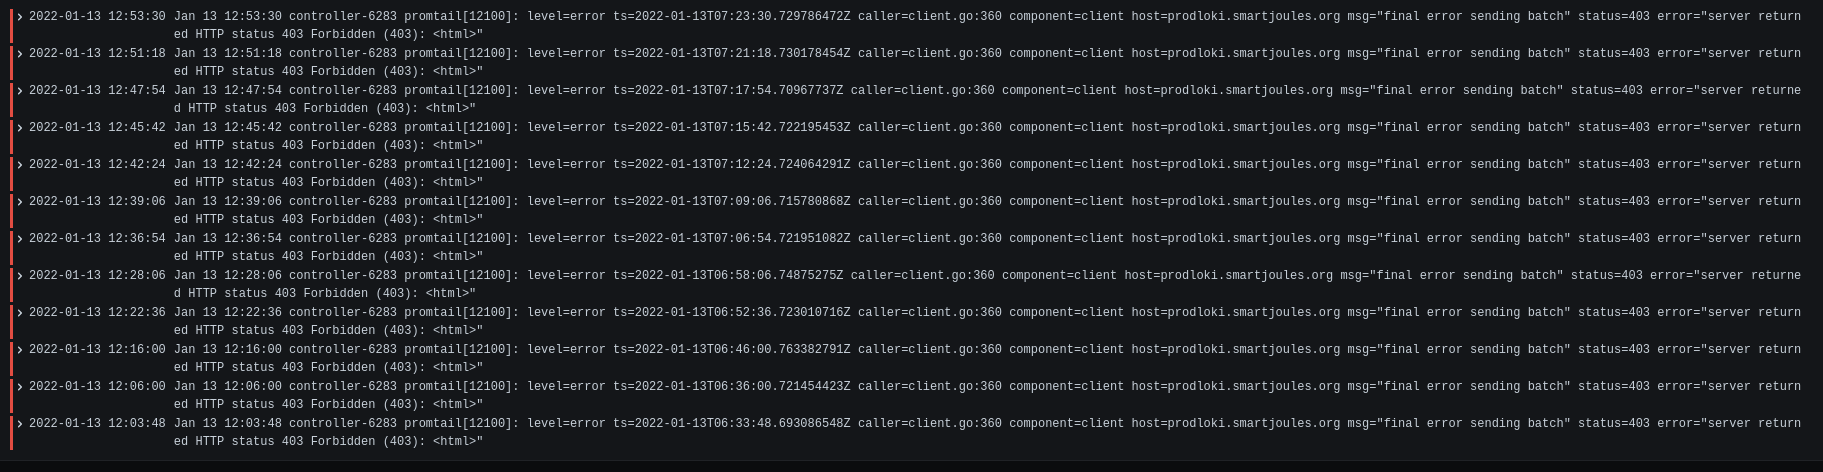 2022-01-13 12:53:30 Jan 13 12:53:30 controller-6283 promtail[12100]: level=error ts=2022-01-13T07:23:30.729786472Z caller=client.go:360 component=client host=prodloki.smartjoules.org msg="final error sending batch" status=403 error="server return
ed HTTP status 403 Forbidden (403): <html>"
2022-01-13 12:51:18 Jan 13 12:51:18 controller-6283 promtail[12100]: level=error ts=2022-01-13T07:21:18.730178454Z caller=client.go:360 component=client host=prodloki.smartjoules.org msg="final error sending batch" status=403 error="server return
ed HTTP status 403 Forbidden (403): <html>"
2022-01-13 12:47:54 Jan 13 12:47:54 controller-6283 promtail[12100]: level=error ts=2022-01-13T07:17:54.70967737Z caller=client.go:360 component=client host=prodloki.smartjoules.org msg="final error sending batch" status=403 error="server returne
d HTTP status 403 Forbidden (403): <html>"
2022-01-13 12:45:42 Jan 13 12:45:42 controller-6283 promtail[12100]: level=error ts=2022-01-13T07:15:42.722195453Z caller=client.go:360 component=client host=prodloki.smartjoules.org msg="final error sending batch" status=403 error="server return
ed HTTP status 403 Forbidden (403): <html>"
2022-01-13 12:42:24 Jan 13 12:42:24 controller-6283 promtail[12100]: level=error ts=2022-01-13T07:12:24.724064291Z caller=client.go:360 component=client host=prodloki.smartjoules.org msg="final error sending batch" status=403 error="server return
ed HTTP status 403 Forbidden (403): <html>"
2022-01-13 12:39:06 Jan 13 12:39:06 controller-6283 promtail[12100]: level=error ts=2022-01-13T07:09:06.715780868Z caller=client.go:360 component=client host=prodloki.smartjoules.org msg="final error sending batch" status=403 error="server return
ed HTTP status 403 Forbidden (403): <html>"
2022-01-13 12:36:54 Jan 13 12:36:54 controller-6283 promtail[12100]: level=error ts=2022-01-13T07:06:54.721951082Z caller=client.go:360 component=client host=prodloki.smartjoules.org msg="final error sending batch" status=403 error="server return
ed HTTP status 403 Forbidden (403): <html>"
2022-01-13 12:28:06 Jan 13 12:28:06 controller-6283 promtail[12100]: level=error ts=2022-01-13T06:58:06.74875275Z caller=client.go:360 component=client host=prodloki.smartjoules.org msg="final error sending batch" status=403 error="server returne
d HTTP status 403 Forbidden (403): <html>"
2022-01-13 12:22:36 Jan 13 12:22:36 controller-6283 promtail[12100]: level=error ts=2022-01-13T06:52:36.723010716Z caller=client.go:360 component=client host=prodloki.smartjoules.org msg="final error sending batch" status=403 error="server return
ed HTTP status 403 Forbidden (403): <html>"
2022-01-13 12:16:00 Jan 13 12:16:00 controller-6283 promtail[12100]: level=error ts=2022-01-13T06:46:00.763382791Z caller=client.go:360 component=client host=prodloki.smartjoules.org msg="final error sending batch" status=403 error="server return
ed HTTP status 403 Forbidden (403): <html>"
2022-01-13 12:06:00 Jan 13 12:06:00 controller-6283 promtail[12100]: level=error ts=2022-01-13T06:36:00.721454423Z caller=client.go:360 component=client host=prodloki.smartjoules.org msg="final error sending batch" status=403 error="server return
ed HTTP status 403 Forbidden (403): <html>"
2022-01-13 12:03:48 Jan 13 12:03:48 controller-6283 promtail[12100]: level=error ts=2022-01-13T06:33:48.693086548Z caller=client.go:360 component=client host=prodloki.smartjoules.org msg="final error sending batch" status=403 error="server return
ed HTTP status 403 Forbidden (403): <html>"